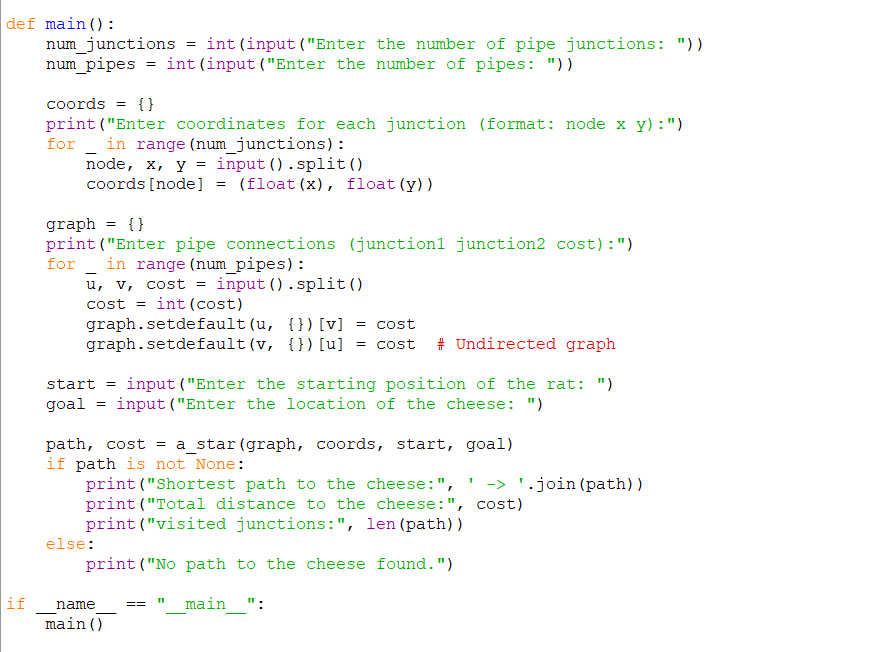 def main():
    num_junctions = int(input("Enter the number of pipe junctions: "))
    num_pipes = int(input("Enter the number of pipes: "))

    coords = {}
    print("Enter coordinates for each junction (format: node x y):")
    for _ in range(num_junctions):
        node, x, y = input().split()
        coords[node] = (float(x), float(y))

    graph = {}
    print("Enter pipe connections (junction1 junction2 cost):")
    for _ in range(num_pipes):
        u, v, cost = input().split()
        cost = int(cost)
        graph.setdefault(u, {})[v] = cost
        graph.setdefault(v, {})[u] = cost  # Undirected graph

    start = input("Enter the starting position of the rat: ")
    goal = input("Enter the location of the cheese: ")

    path, cost = a_star(graph, coords, start, goal)
    if path is not None:
        print("Shortest path to the cheese:", ' -> '.join(path))
        print("Total distance to the cheese:", cost)
        print("visited junctions:", len(path))
    else:
        print("No path to the cheese found.")

if __name__ == "__main__":
    main()